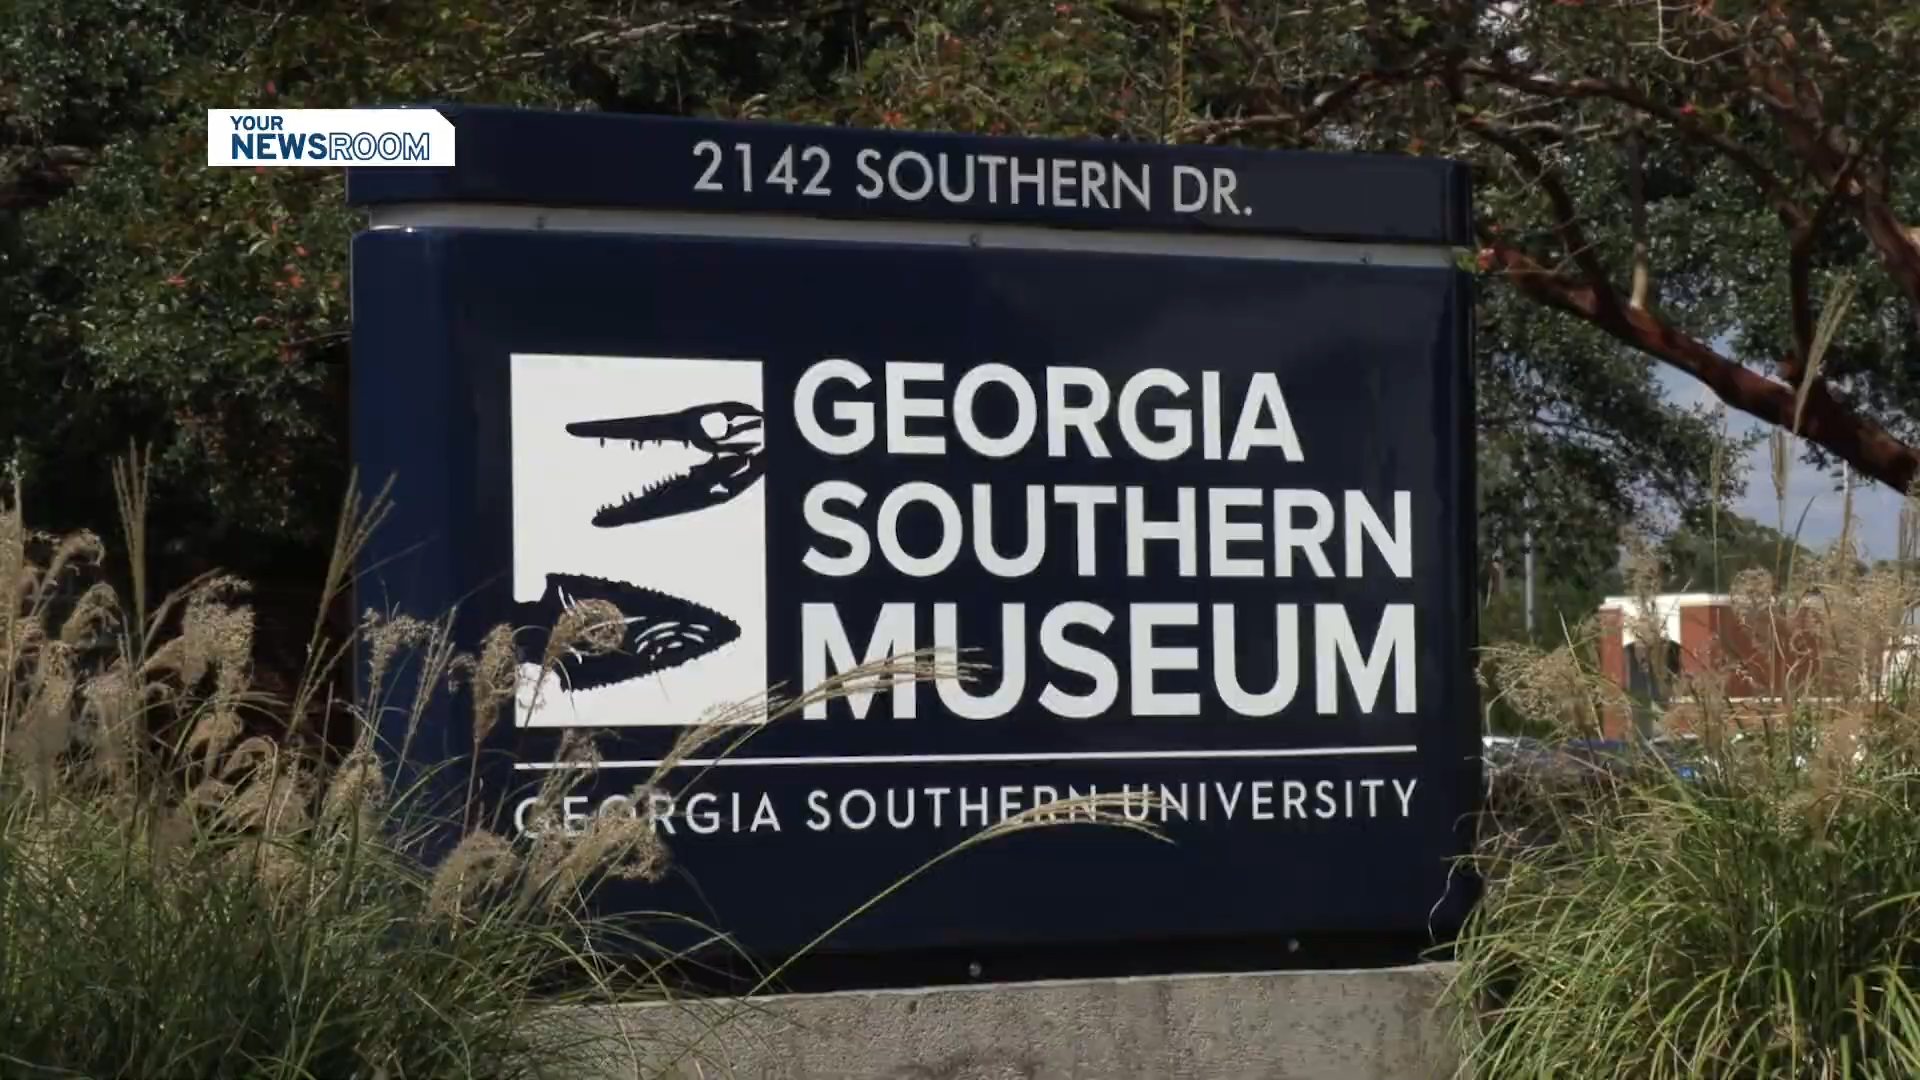 YOUR
NEWSROOM
2142 SOUTHERN DR.
GEORGIA
SOUTHERN
MUSEUM
GEORGIA SOUTHERN UNIVERSITY